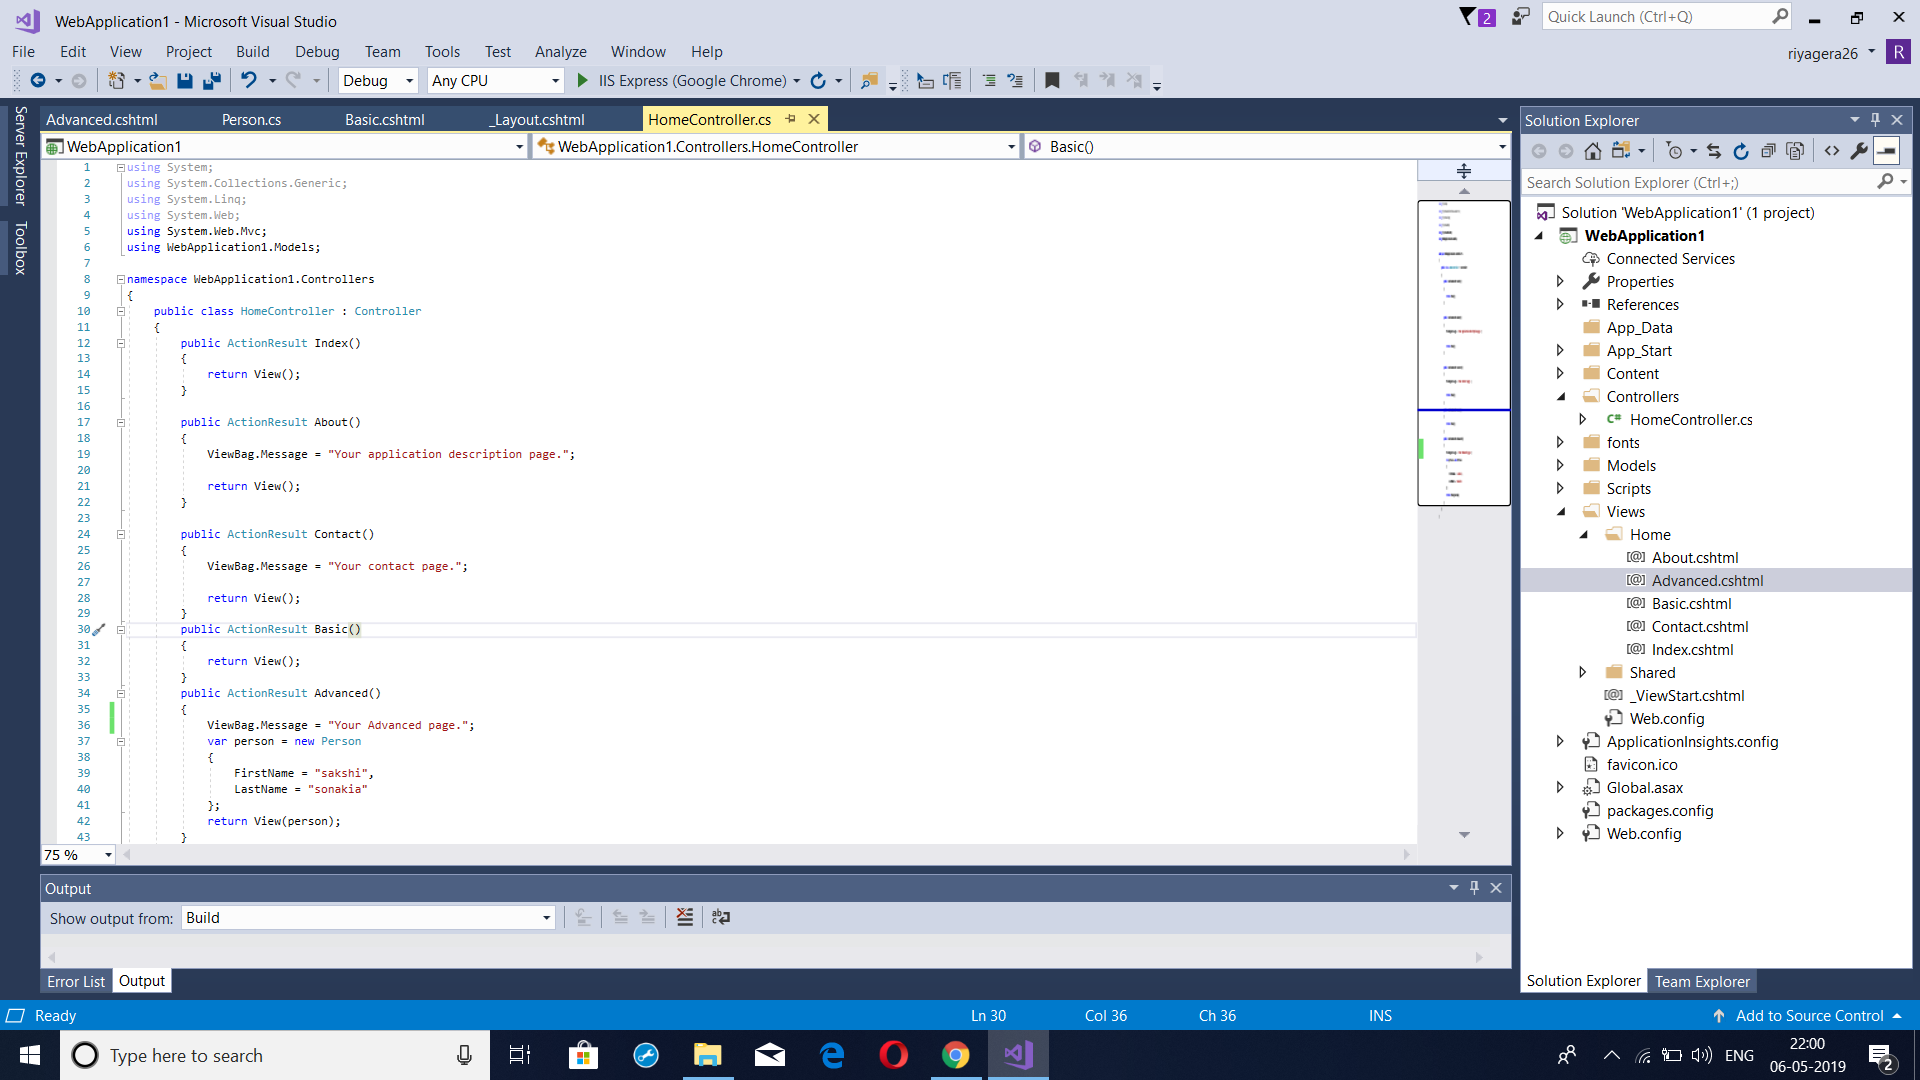 WebApplication1 - Microsoft Visual Studio
2
Quick Launch (Ctrl+Q)
File Edit View Project Build Debug Team Tools Test Analyze Window Help
riyagera26 R
Debug Any CPU IIS Express (Google Chrome)
Server Explorer
Toolbox
Advanced.cshtml Person.cs Basic.cshtml _Layout.cshtml HomeController.cs
WebApplication1 WebApplication1.Controllers.HomeController Basic()
1 using System;
2 using System.Collections.Generic;
3 using System.Linq;
4 using System.Web;
5 using System.Web.Mvc;
6 using WebApplication1.Models;
7
8 namespace WebApplication1.Controllers
9 {
10 public class HomeController : Controller
11 {
12 public ActionResult Index()
13 {
14 return View();
15 }
16
17 public ActionResult About()
18 {
19 ViewBag.Message = "Your application description page.";
20
21 return View();
22 }
23
24 public ActionResult Contact()
25 {
26 ViewBag.Message = "Your contact page.";
27
28 return View();
29 }
30 public ActionResult Basic()
31 {
32 return View();
33 }
34 public ActionResult Advanced()
35 {
36 ViewBag.Message = "Your Advanced page.";
37 var person = new Person
38 {
39 FirstName = "sakshi",
40 LastName = "sonakia"
41 };
42 return View(person);
43 }
75 %
Output
Show output from: Build
Error List Output
Solution Explorer
Search Solution Explorer (Ctrl+;)
Solution 'WebApplication1' (1 project)
WebApplication1
Connected Services
Properties
References
App_Data
App_Start
Content
Controllers
C# HomeController.cs
fonts
Models
Scripts
Views
Home
[@] About.cshtml
[@] Advanced.cshtml
[@] Basic.cshtml
[@] Contact.cshtml
[@] Index.cshtml
Shared
[@] _ViewStart.cshtml
Web.config
ApplicationInsights.config
favicon.ico
Global.asax
packages.config
Web.config
Solution Explorer Team Explorer
Ready Ln 30 Col 36 Ch 36 INS Add to Source Control
Type here to search
ENG
22:00
06-05-2019
2